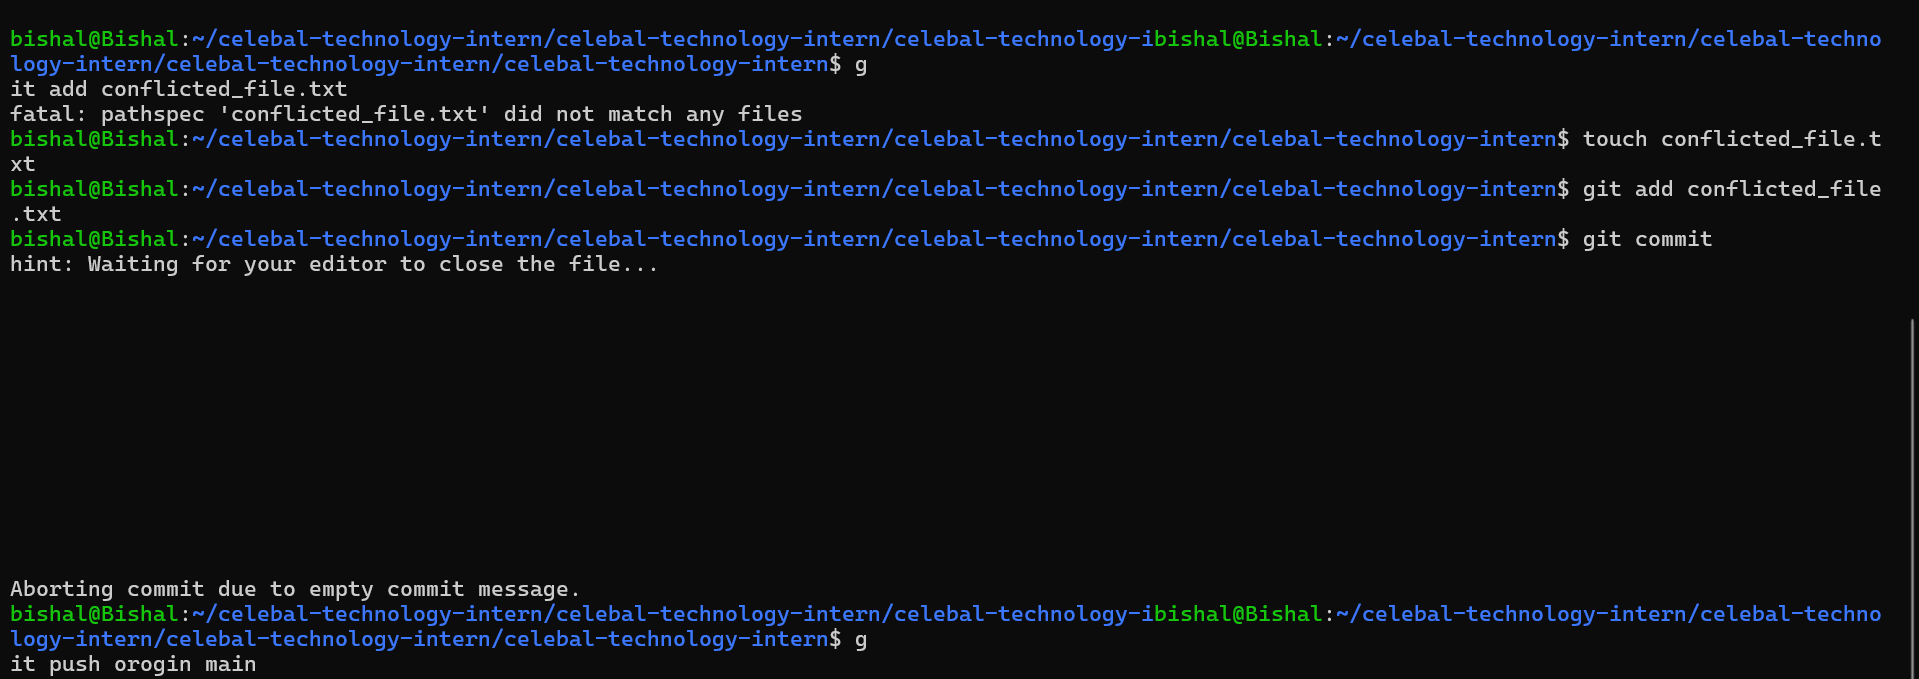 bishal@Bishal:~/celebal-technology-intern/celebal-technology-intern/celebal-technology-ibishal@Bishal:~/celebal-technology-intern/celebal-techno
logy-intern/celebal-technology-intern/celebal-technology-intern$ g
it add conflicted_file.txt
fatal: pathspec 'conflicted_file.txt' did not match any files
bishal@Bishal:~/celebal-technology-intern/celebal-technology-intern/celebal-technology-intern/celebal-technology-intern$ touch conflicted_file.t
xt
bishal@Bishal:~/celebal-technology-intern/celebal-technology-intern/celebal-technology-intern/celebal-technology-intern$ git add conflicted_file
.txt
bishal@Bishal:~/celebal-technology-intern/celebal-technology-intern/celebal-technology-intern/celebal-technology-intern$ git commit
hint: Waiting for your editor to close the file...
Aborting commit due to empty commit message.
bishal@Bishal:~/celebal-technology-intern/celebal-technology-intern/celebal-technology-ibishal@Bishal:~/celebal-technology-intern/celebal-techno
logy-intern/celebal-technology-intern/celebal-technology-intern$ g
it push orogin main